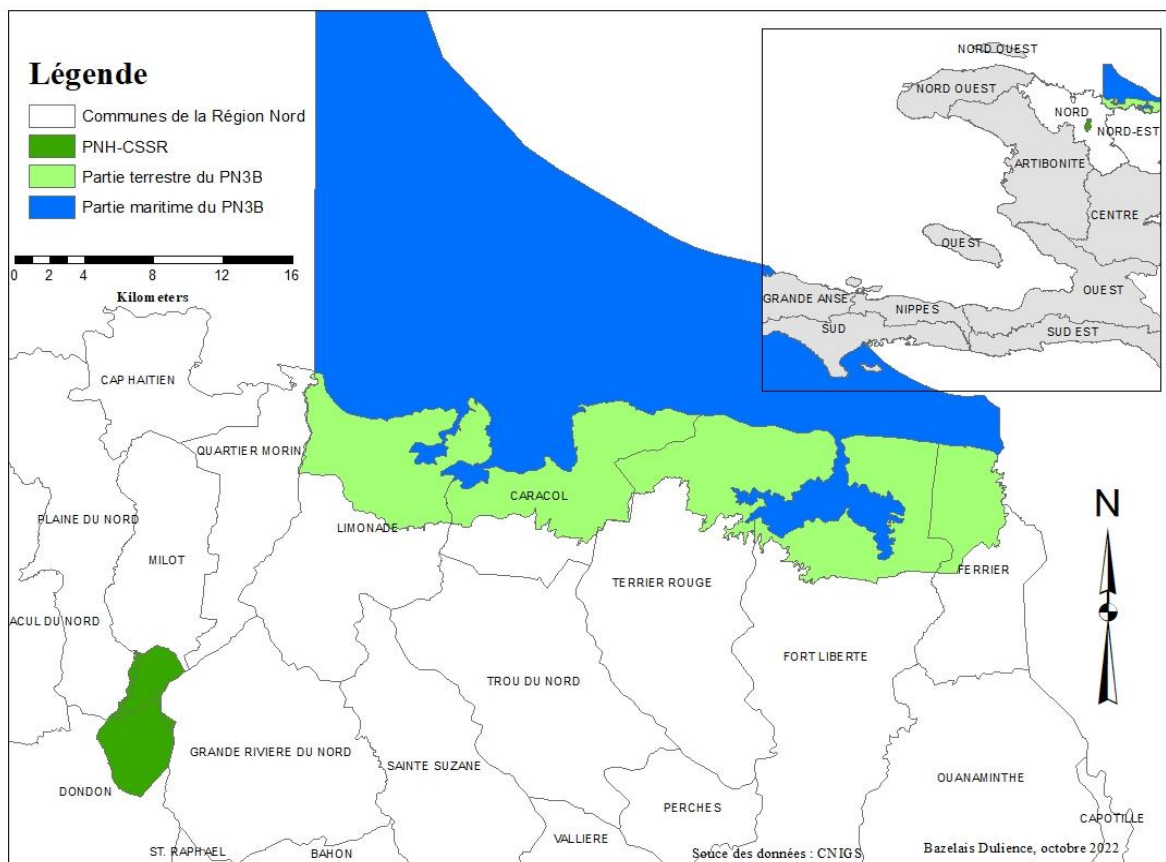 Légende
Communes de la Région Nord
PNH-CSSR
Partie terrestre du PN3B
Partie maritime du PN3B
0 2 4 8 12 16
Kilometers
NORD OUEST
NORD OUEST
NORD
NORD-EST
ARTIBONITE
CENTRE
OUEST
OUEST
GRANDE ANSE
NIPPES
SUD
SUD EST
CAP HAITIEN
QUARTIER MORIN
PLAINE DU NORD
LIMONADE
CARACOL
MILOT
TERRIER ROUGE
FERRIER
N
ACUL DU NORD
FORT LIBERTE
TROU DU NORD
GRANDE RIVIERE DU NORD
SAINTE SUZANE
OUANAMINTHE
DONDON
PERCHES
CAPOTILLE
VALLIERE
ST. RAPHAEL
BAHON
Souce des données : CNIGS
Bazelais Dulience, octobre 2022